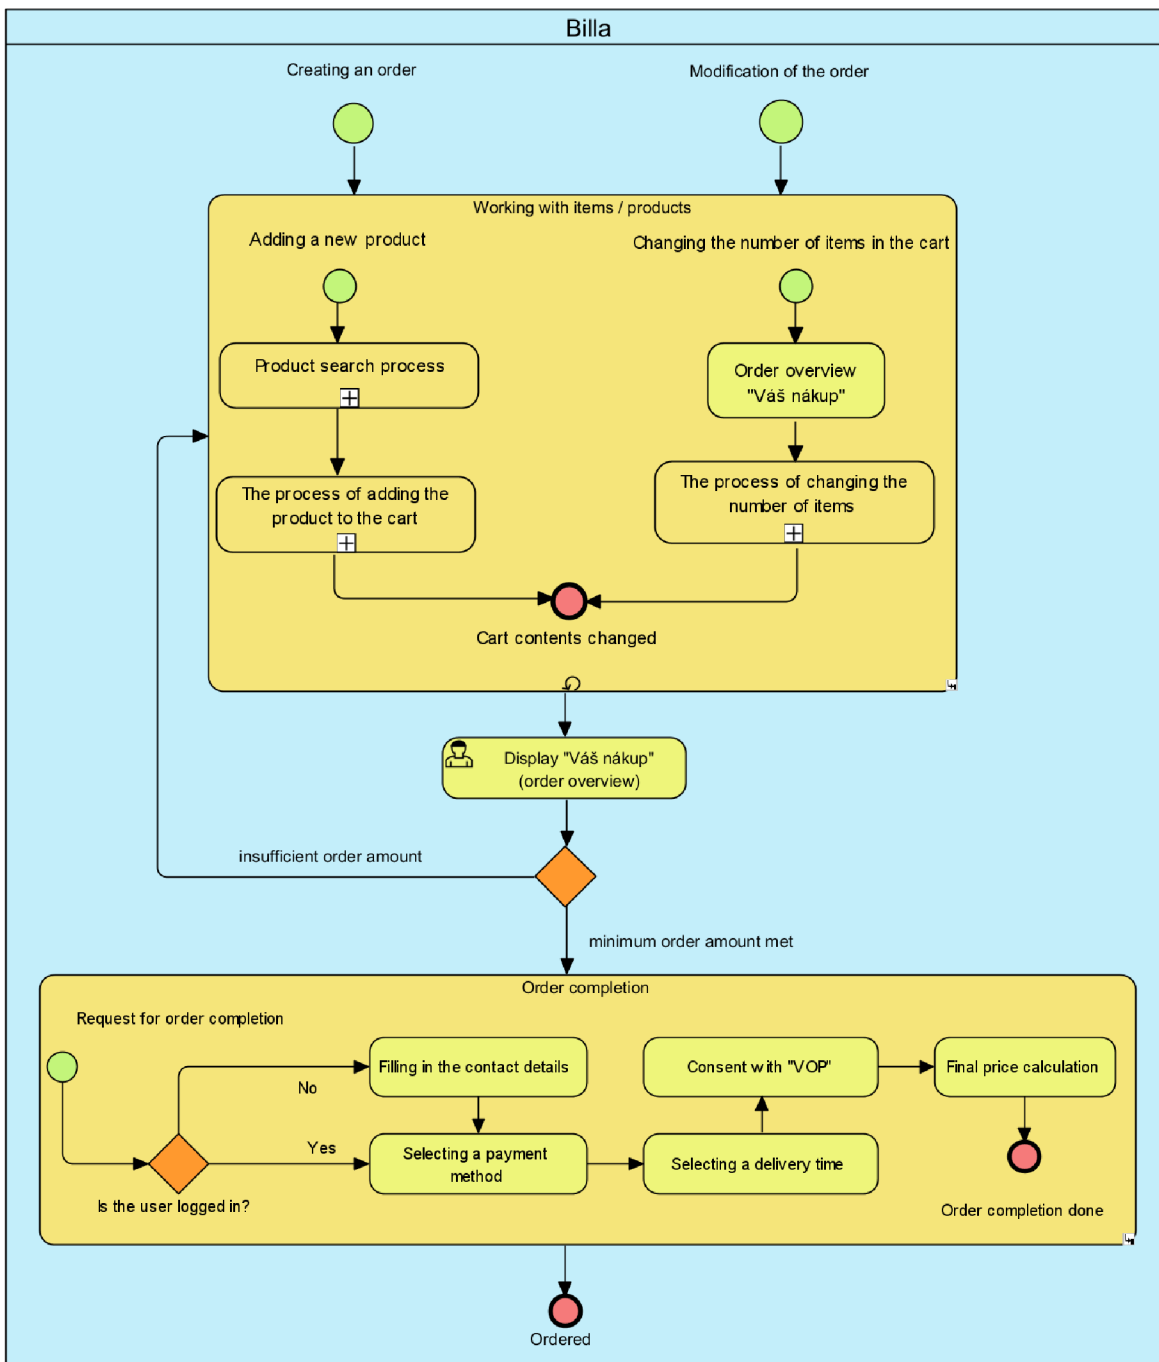 Billa
Creating an order
Modification of the order
Working with items / products
Adding a new product
Changing the number of items in the cart
Product search process
Order overview
"Váš nákup"
The process of adding the
product to the cart
The process of changing the
number of items
Cart contents changed
Display "Váš nákup"
(order overview)
insufficient order amount
minimum order amount met
Order completion
Request for order completion
Filling in the contact details
Consent with "VOP"
Final price calculation
No
Yes
Selecting a payment
method
Selecting a delivery time
Is the user logged in?
Order completion done
Ordered